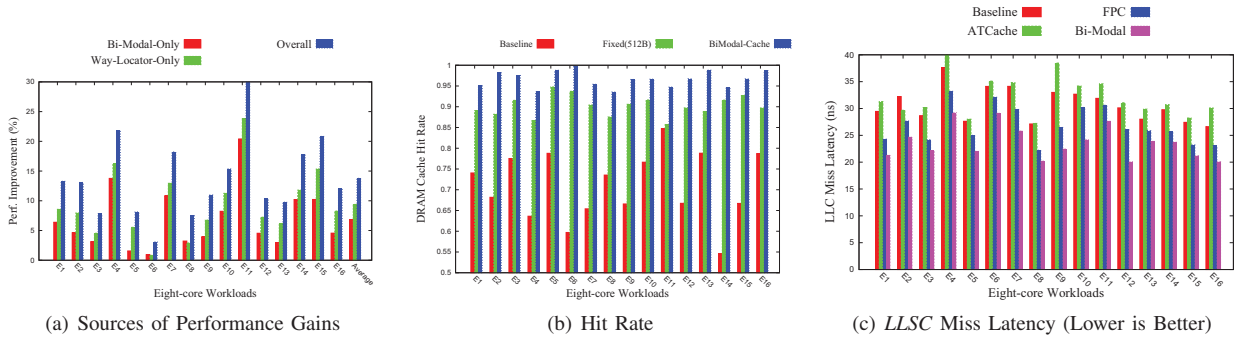 Bi-Modal-Only
Way-Locator-Only
Overall
30
25
20
15
10
5
0
Perf. Improvement (%)
E1 E2 E3 E4 E5 E6 E7 E8 E9 E10 E11 E12 E13 E14 E15 E16 Average
Eight-core Workloads
(a) Sources of Performance Gains
Baseline
Fixed(512B)
BiModal-Cache
1
0.95
0.9
0.85
0.8
0.75
0.7
0.65
0.6
0.55
0.5
DRAM Cache Hit Rate
E1 E2 E3 E4 E5 E6 E7 E8 E9 E10 E11 E12 E13 E14 E15 E16
Eight-core Workloads
(b) Hit Rate
Baseline
ATCache
FPC
Bi-Modal
40
35
30
25
20
15
10
5
0
LLC Miss Latency (ns)
E1 E2 E3 E4 E5 E6 E7 E8 E9 E10 E11 E12 E13 E14 E15 E16
Eight-core Workloads
(c) LLSC Miss Latency (Lower is Better)